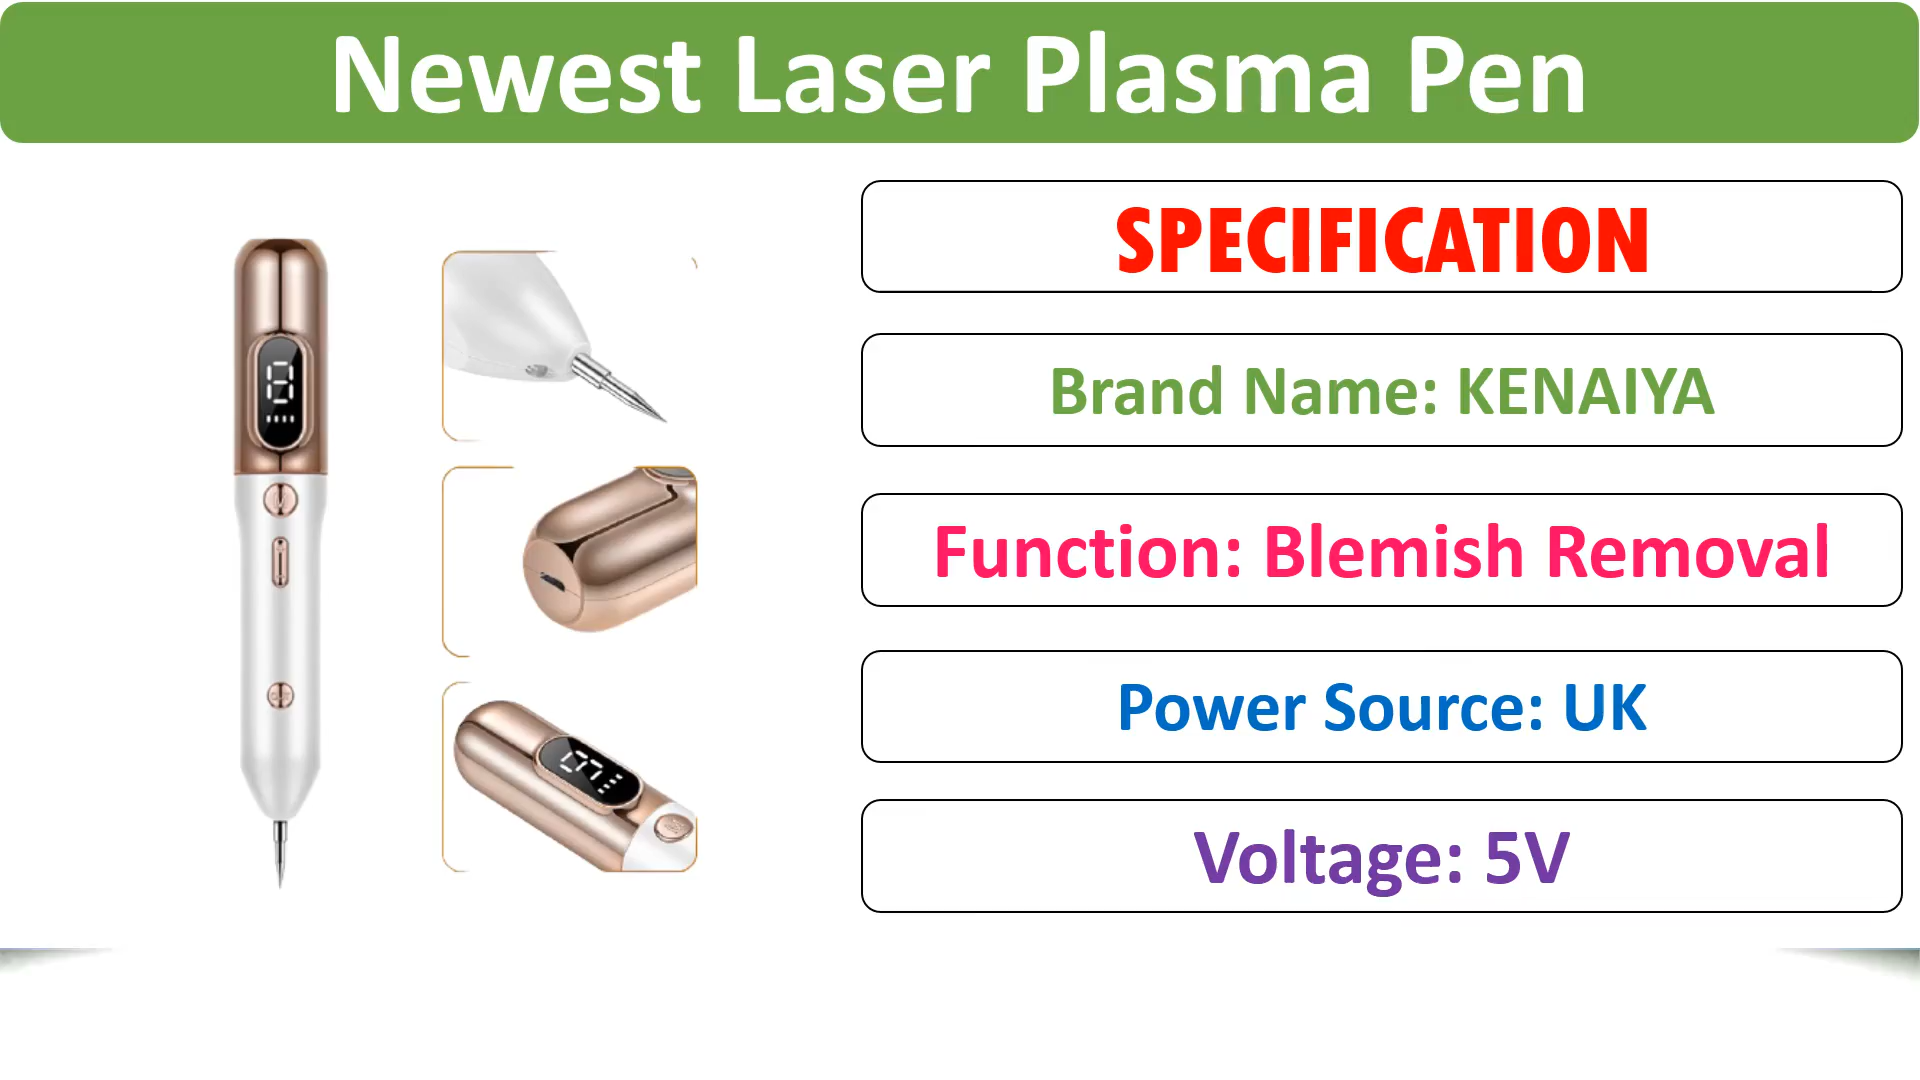 Newest Laser Plasma Pen
SPECIFICATION
Brand Name: KENAIYA
Function: Blemish Removal
Power Source: UK
Voltage: 5V